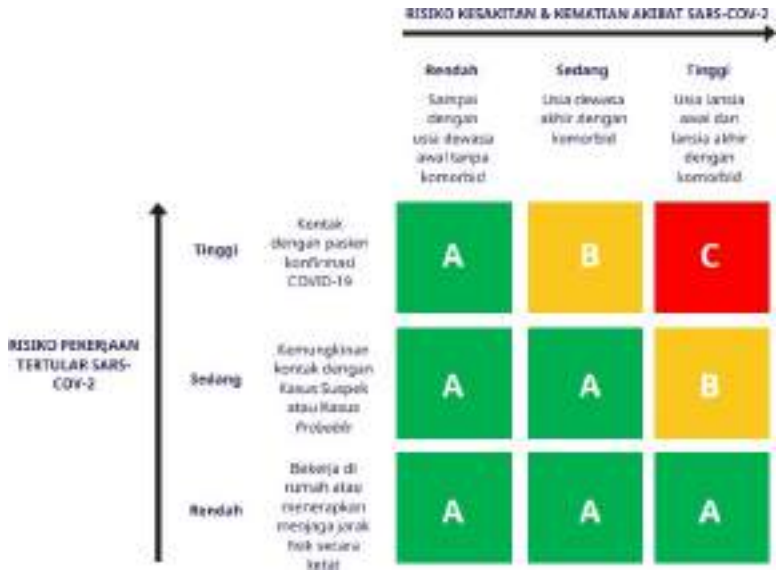 RISIKO KESAKITAN & KEMATIAN AKIBAT SARS-COV-2
Rendah
Sedang
Tinggi
Sampai
dengan
usia dewasa
awal tanpa
komorbid
Usia dewasa
akhir dengan
komorbid
Usia lansia
awal dan
lansia akhir
dengan
komorbid
RISIKO PEKERJAAN
TERTULAR SARS-
COV-2
Tinggi
Kontak
dengan pasien
konfirmasi
COVID-19
A
B
C
Sedang
Kemungkinan
kontak dengan
Kasus Suspek
atau Kasus
Probable
A
A
B
Rendah
Bekerja di
rumah atau
menerapkan
menjaga jarak
fisik secara
ketat
A
A
A